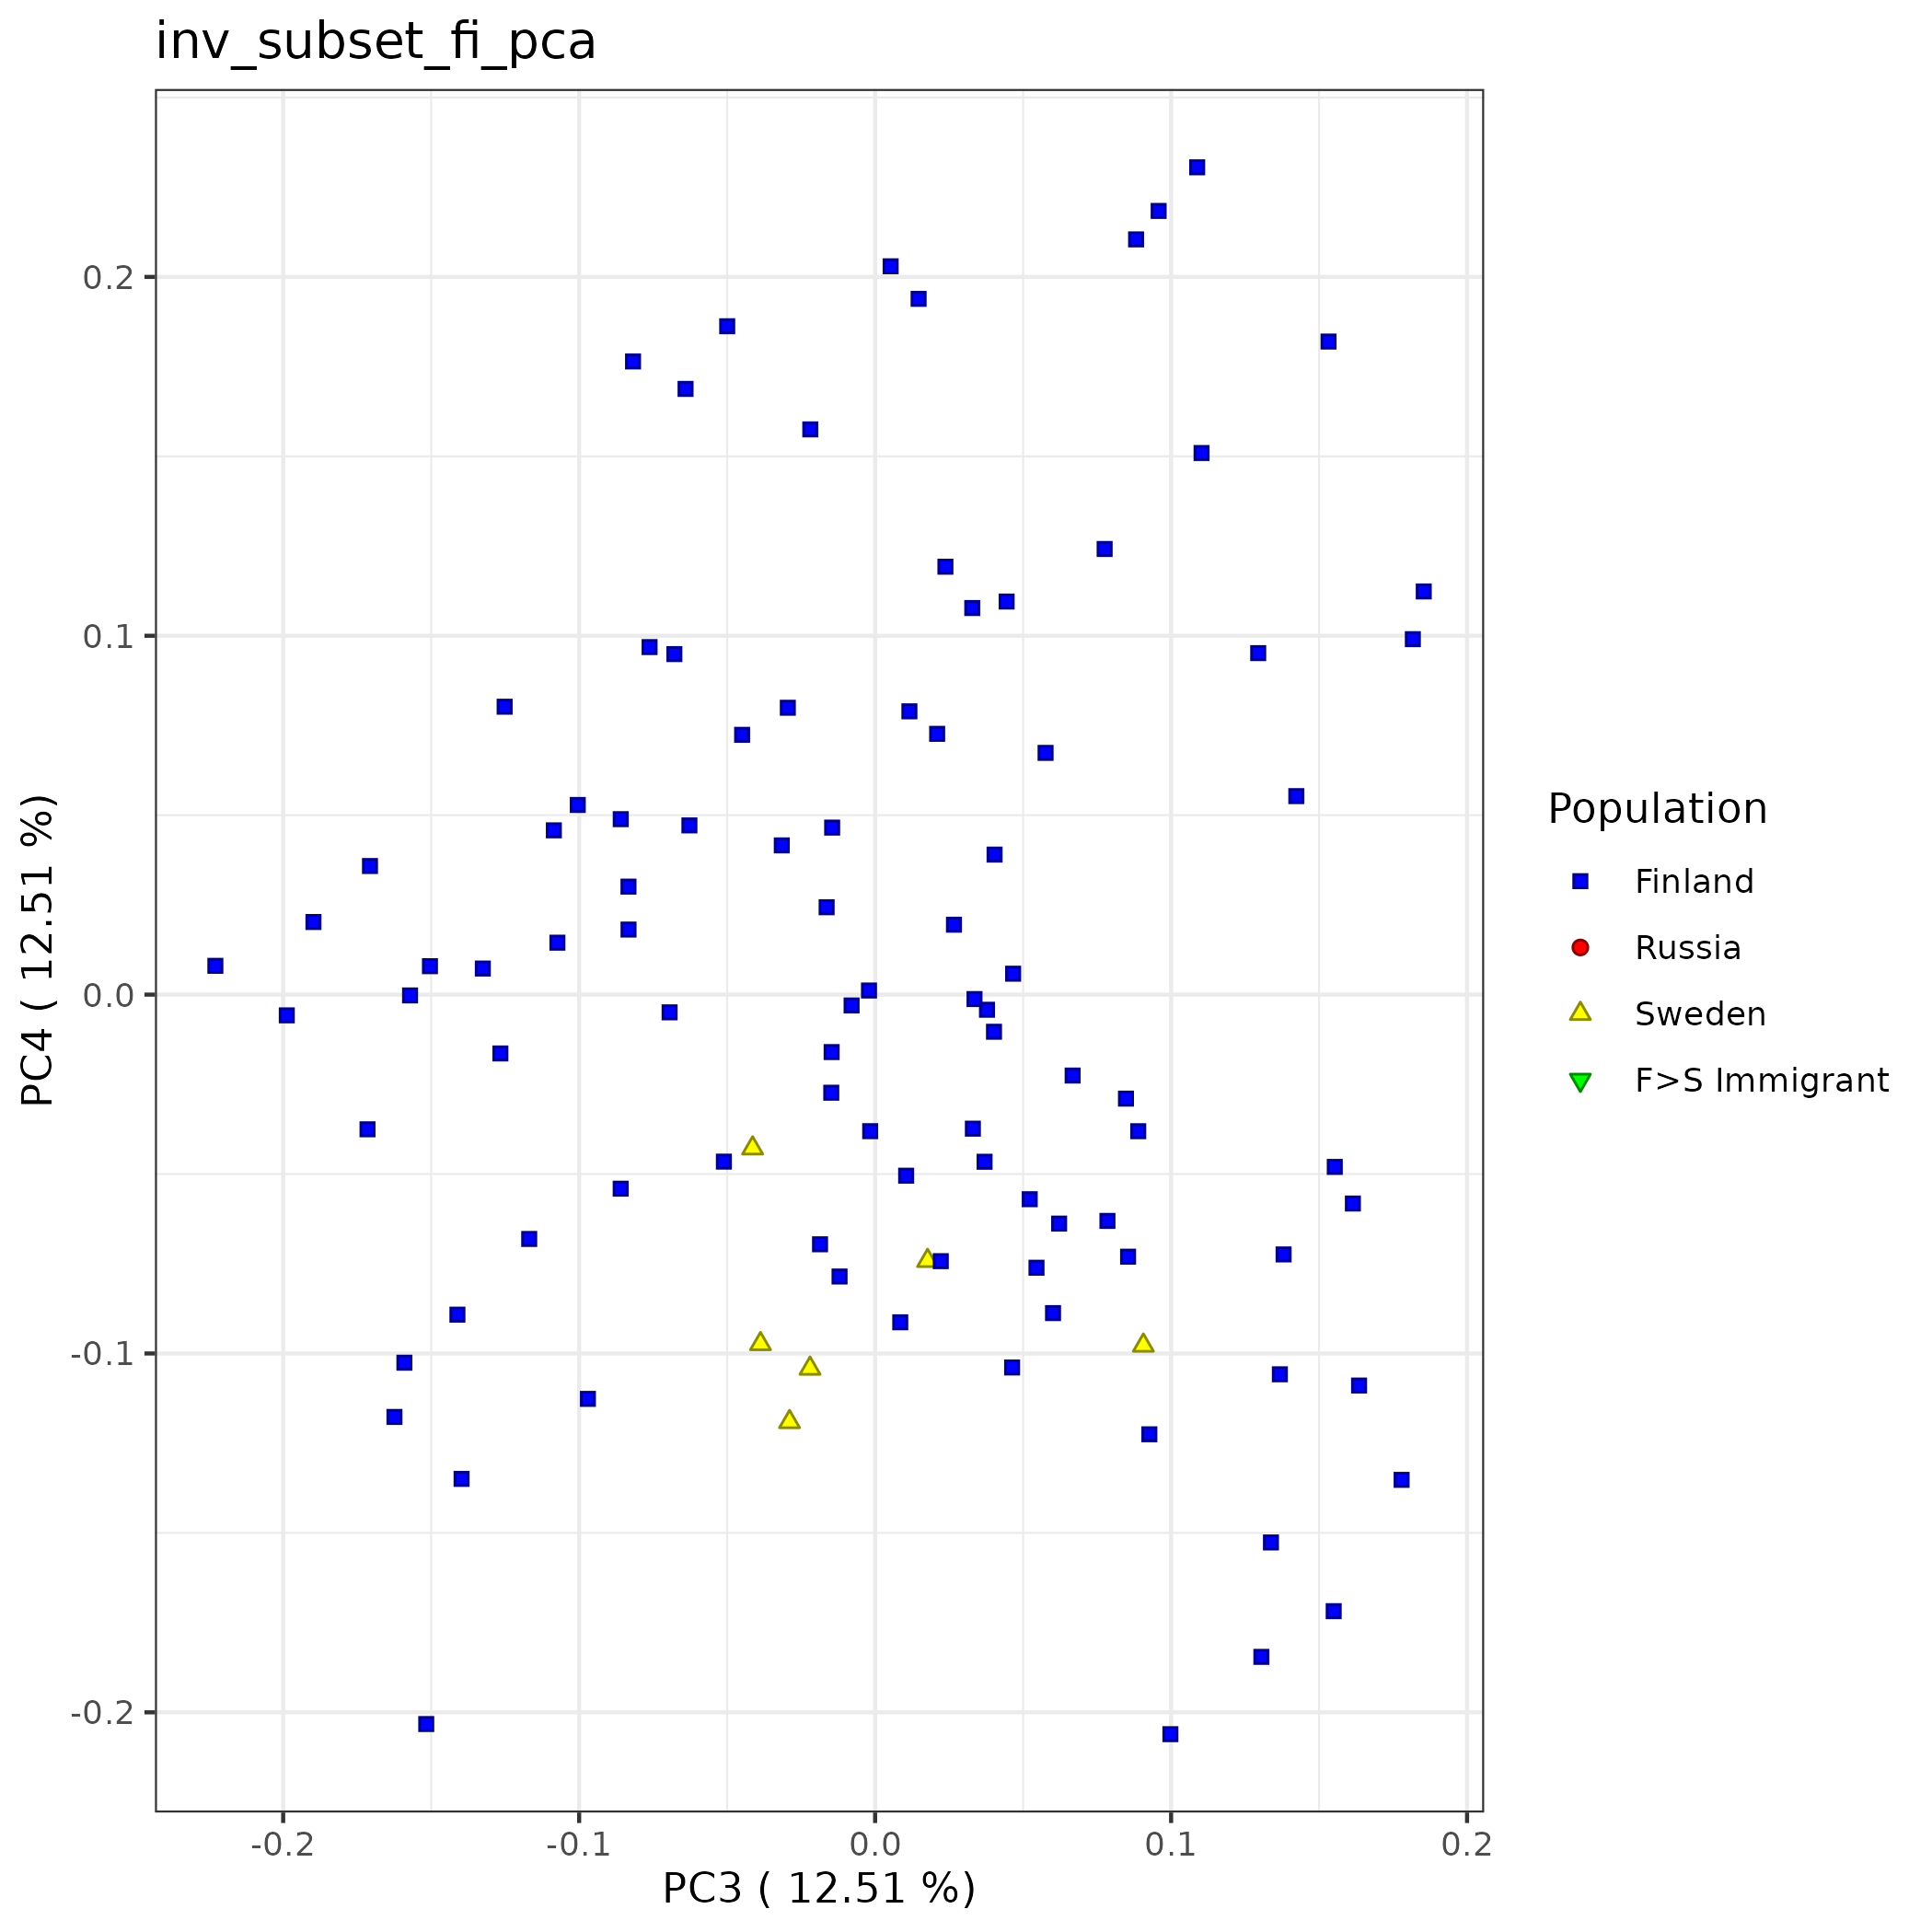 inv_subset_fi_pca
0.2
0.1
0.0
-0.1
-0.2
PC4 ( 12.51 %)
-0.2
-0.1
0.0
0.1
0.2
PC3 ( 12.51 %)
Population
Finland
Russia
Sweden
F>S Immigrant